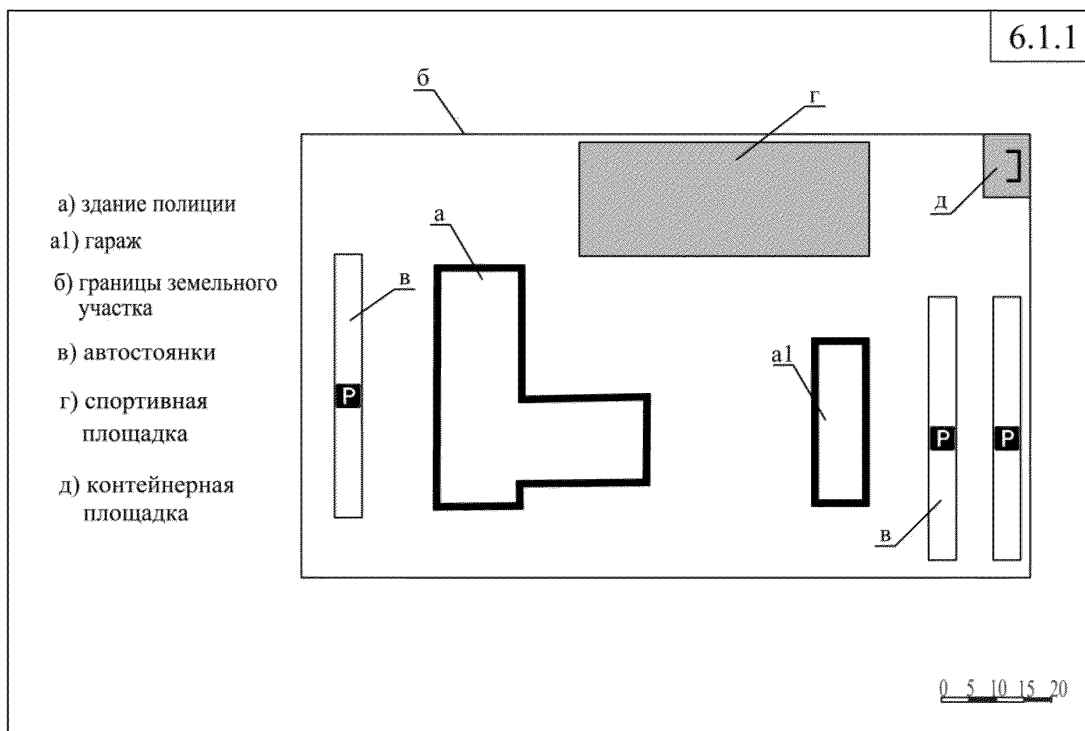 6.1.1
б
г
а) здание полиции
а1) гараж
б) границы земельного
участка
в) автостоянки
г) спортивная
площадка
д) контейнерная
площадка
а
в
д
P
а1
P
P
в
0 5 10 15 20